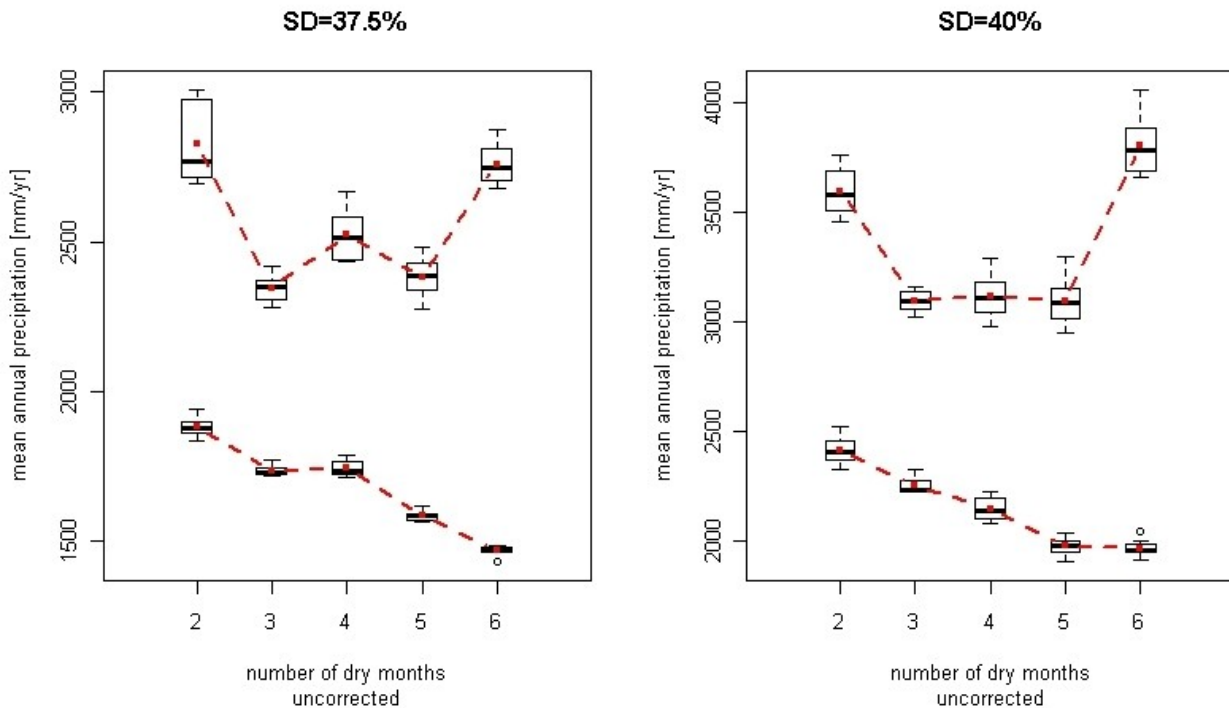 SD=37.5%
mean annual precipitation [mm/yr]
3000
2500
2000
1500
2 3 4 5 6
number of dry months
uncorrected
SD=40%
mean annual precipitation [mm/yr]
4000
3500
3000
2500
2000
2 3 4 5 6
number of dry months
uncorrected